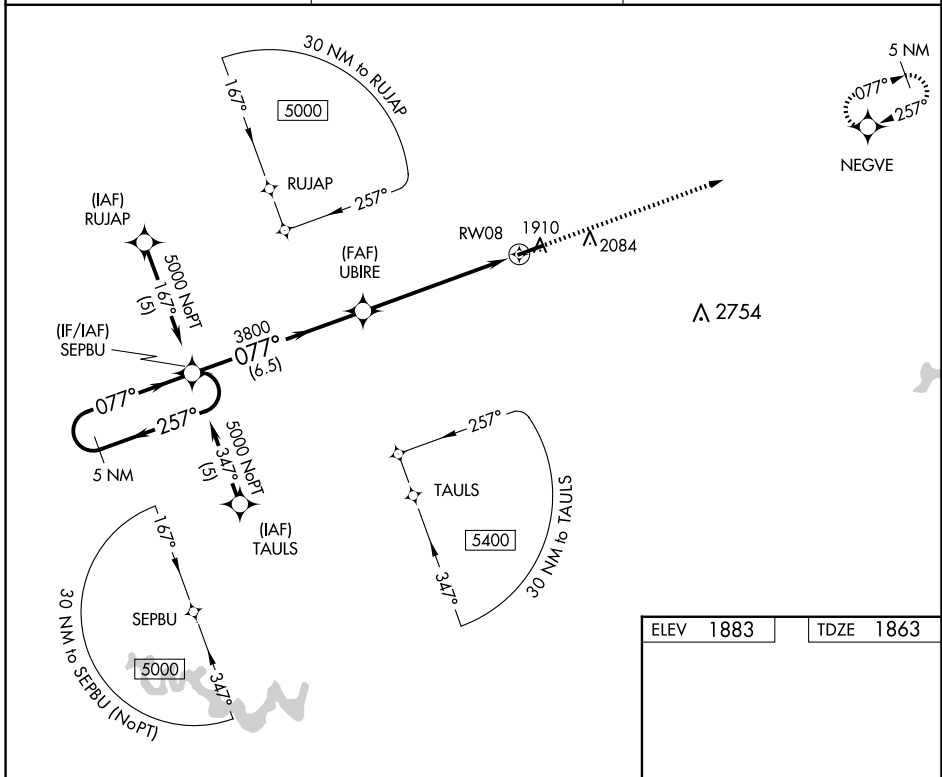 30 NM to RUJAP
167°
5000
RUJAP
257°
5 NM
077°
257°
NEGVE
(IAF)
RUJAP
5000 NoPT
167°
(5)
(FAF)
UBIRE
RW08
1910
2084
2754
(IF/IAF)
SEPBU
3800
077°
(6.5)
077°
257°
5 NM
5000 NoPT
347°
(5)
(IAF)
TAULS
257°
TAULS
5400
347°
30 NM to TAULS
167°
SEPBU
5000
347°
30 NM to SEPBU (NoPT)
ELEV 1883
TDZE 1863